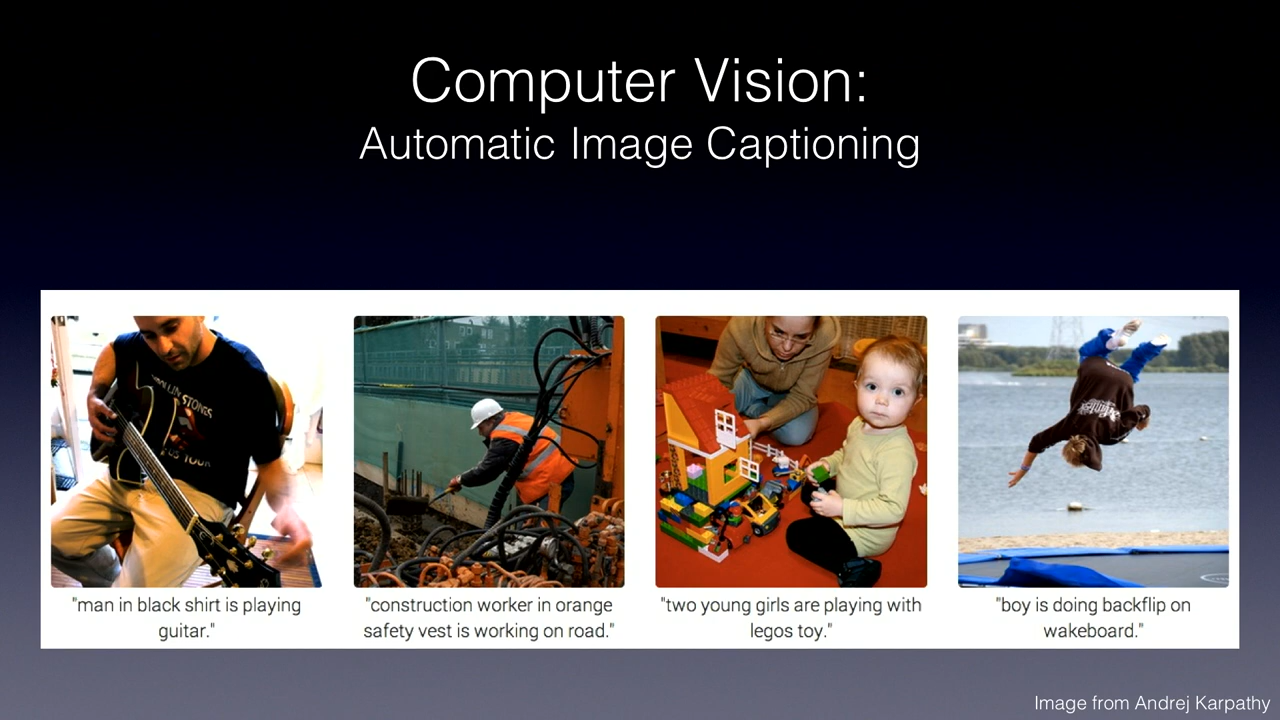 Computer Vision:
Automatic Image Captioning
STONES
"man in black shirt is playing
guitar."
"construction worker in orange
safety vest is working on road."
"two young girls are playing with
legos toy."
"boy is doing backflip on
wakeboard."
Image from Andrej Karpathy